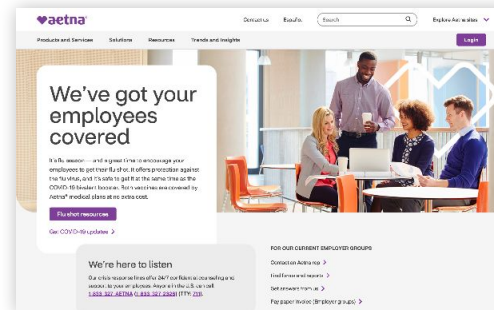 aetna
Contact us
Español
Search
Explore Aetna sites
Products and Services
Solutions
Resources
Trends and Insights
Login
We've got your
employees
covered
It's flu season — and a great time to encourage your
employees to get their flu shot. It offers protection against
the flu virus, and it's safe to get it at the same time as the
COVID-19 bivalent booster. Both vaccines are covered by
Aetna® medical plans at no extra cost.
Flu shot resources
Get COVID-19 updates >
We're here to listen
Our crisis response lines offer 24/7 confidential counseling and
support to your employees. Anyone in the U.S. can call
1-833-327-AETNA (1-833-327-2386) (TTY: 711).
FOR OUR CURRENT EMPLOYER GROUPS
Contact an Aetna rep >
Find forms and reports >
Get answers from us >
Pay paper invoice (Employer groups) >